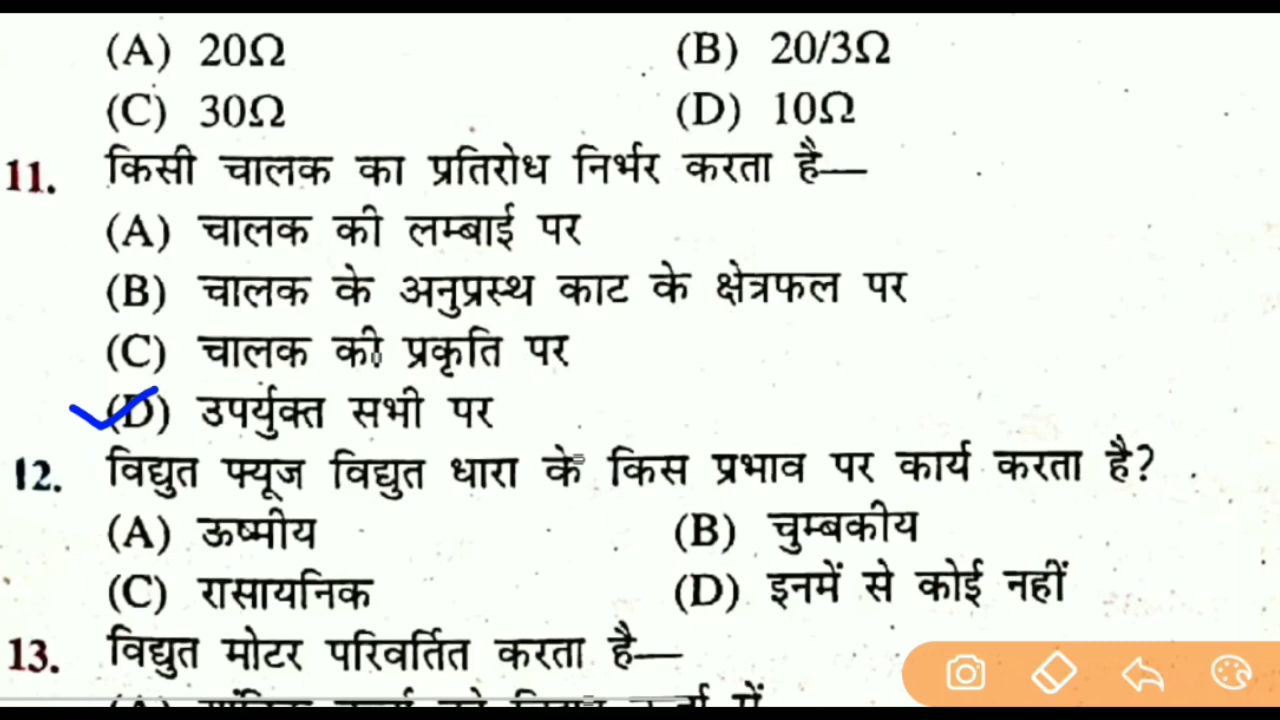 (A) 20Ω (B) 20/3Ω
(C) 30Ω (D) 10Ω
11. किसी चालक का प्रतिरोध निर्भर करता है—
(A) चालक की लम्बाई पर
(B) चालक के अनुप्रस्थ काट के क्षेत्रफल पर
(C) चालक की प्रकृति पर
(D) उपर्युक्त सभी पर
12. विद्युत फ्यूज विद्युत धारा के किस प्रभाव पर कार्य करता है?
(A) ऊष्मीय (B) चुम्बकीय
(C) रासायनिक (D) इनमें से कोई नहीं
13. विद्युत मोटर परिवर्तित करता है—